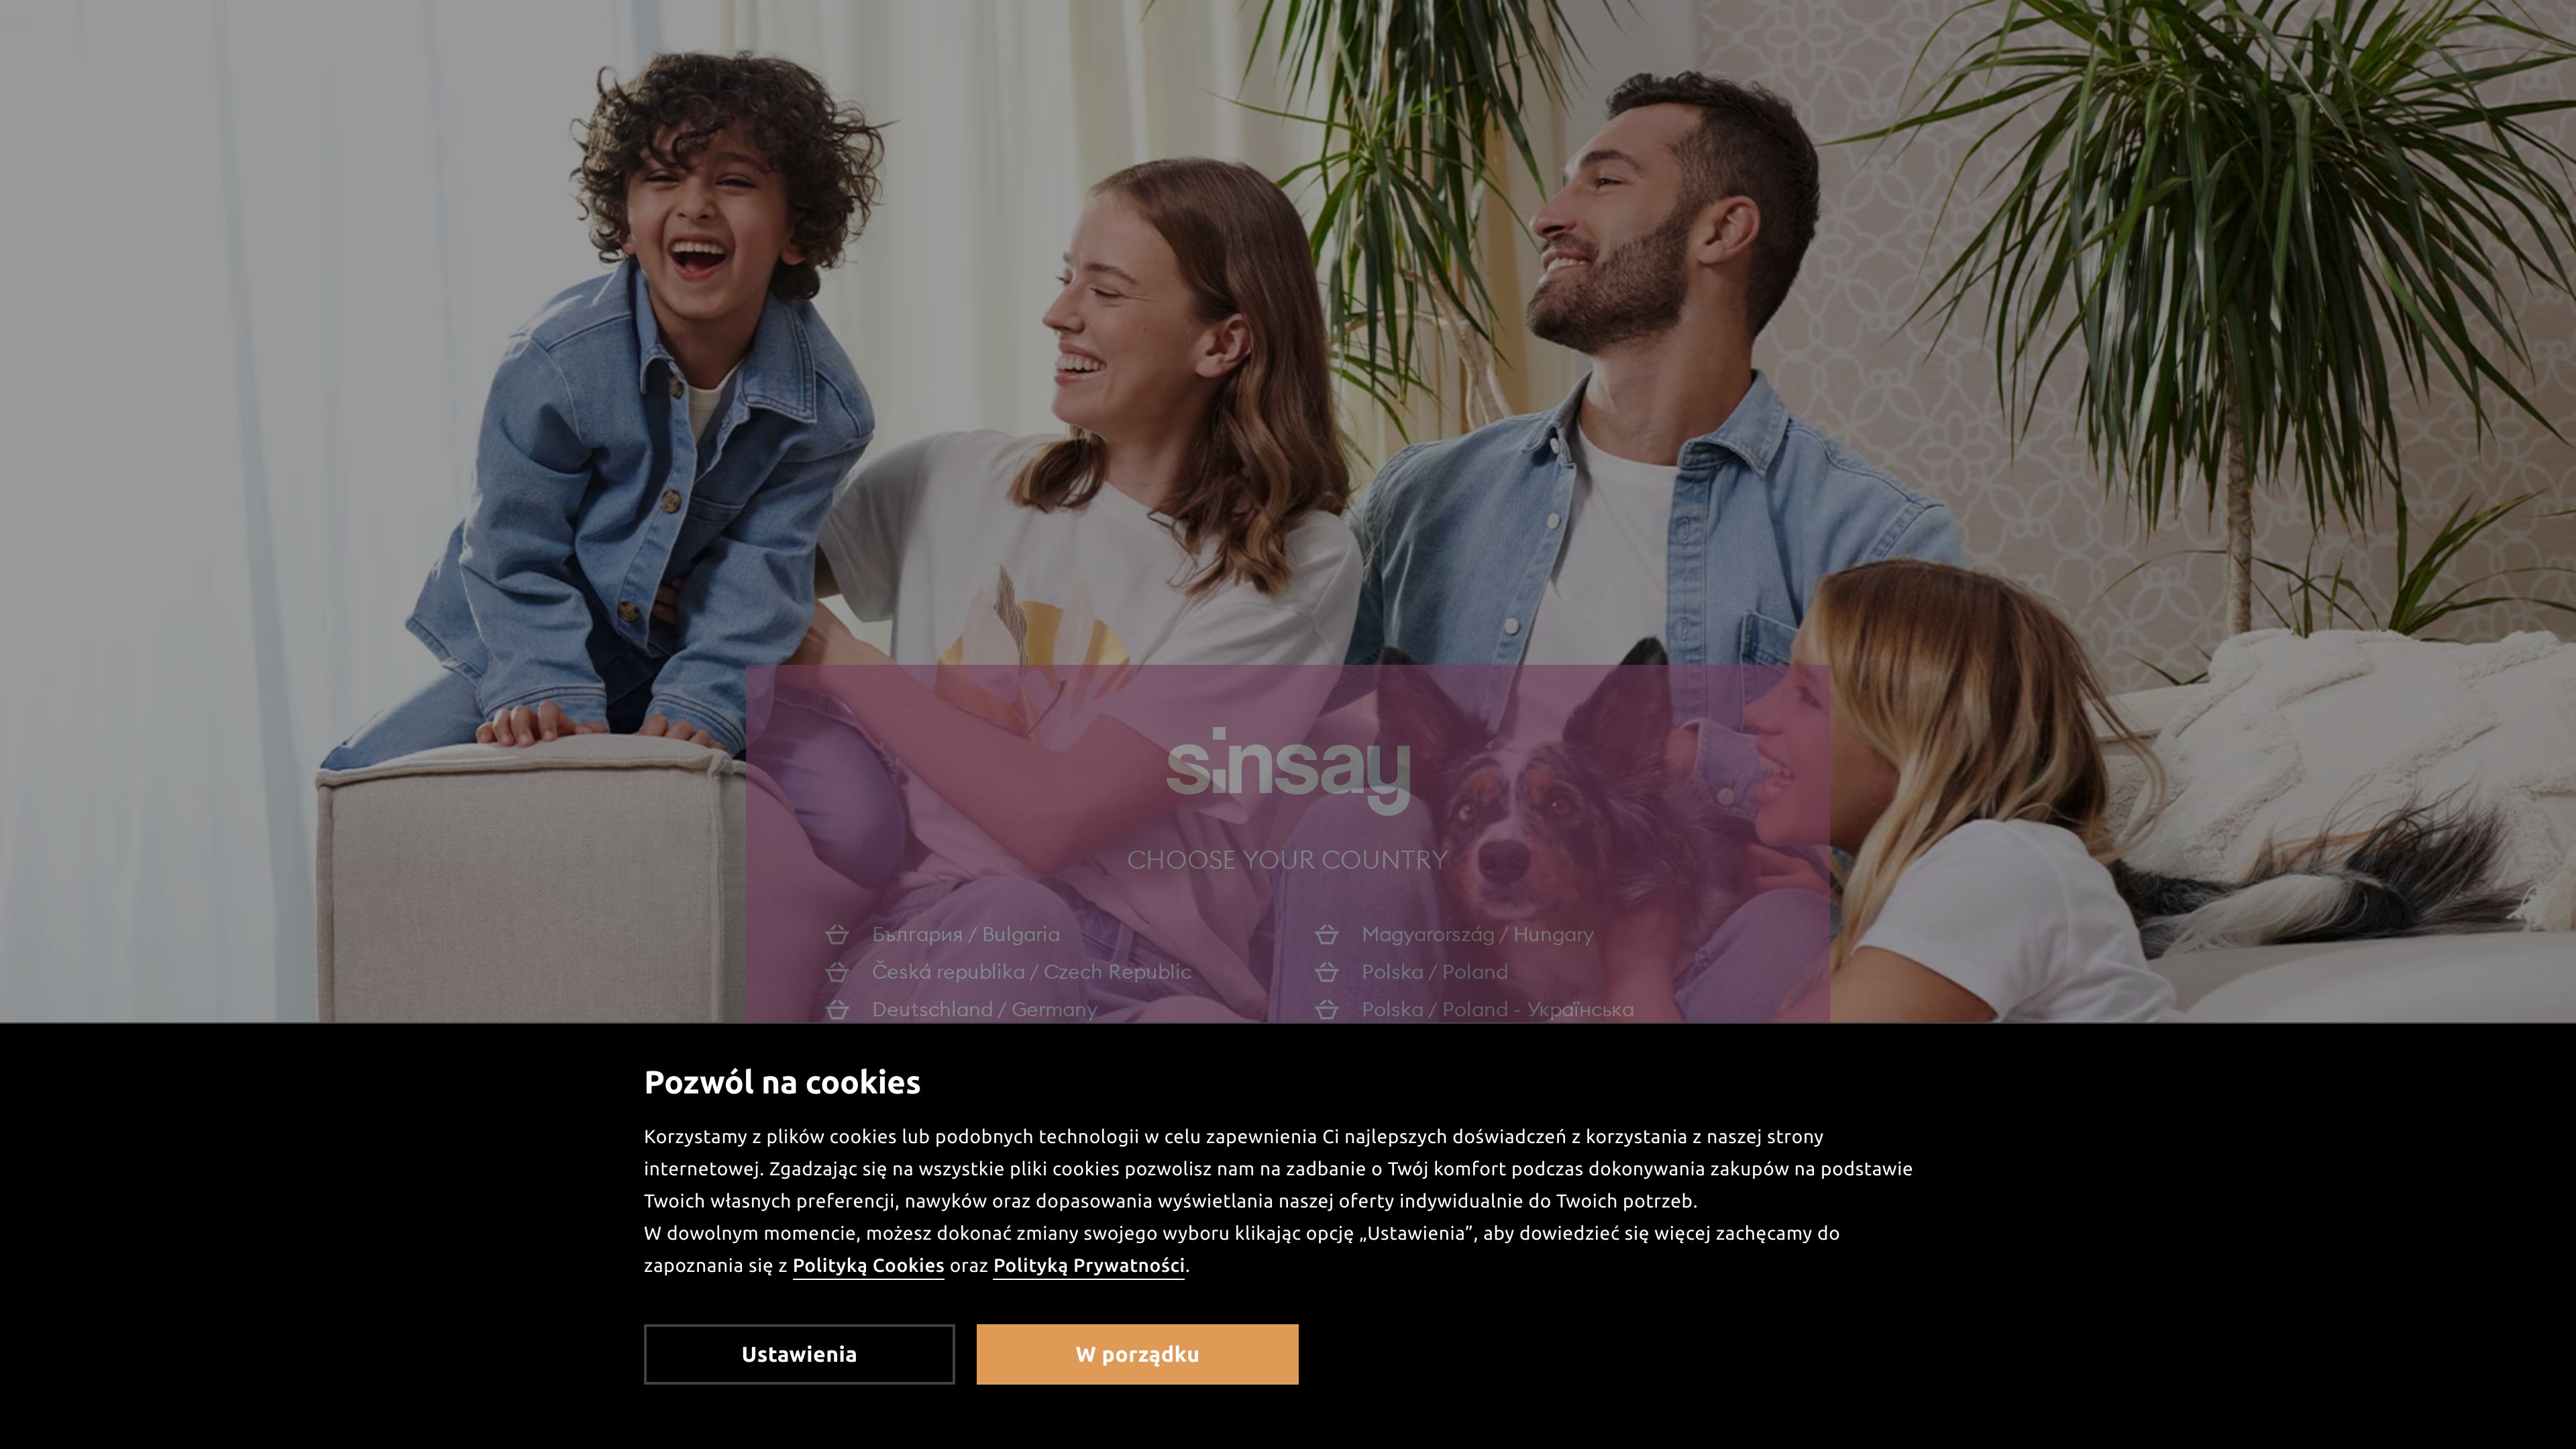 sinsay
CHOOSE YOUR COUNTRY
България / Bulgaria
Česká republika / Czech Republic
Deutschland / Germany
Magyarország / Hungary
Polska / Poland
Polska / Poland - Українська
Pozwól na cookies
Korzystamy z plików cookies lub podobnych technologii w celu zapewnienia Ci najlepszych doświadczeń z korzystania z naszej strony
internetowej. Zgadzając się na wszystkie pliki cookies pozwolisz nam na zadbanie o Twój komfort podczas dokonywania zakupów na podstawie
Twoich własnych preferencji, nawyków oraz dopasowania wyświetlania naszej oferty indywidualnie do Twoich potrzeb.
W dowolnym momencie, możesz dokonać zmiany swojego wyboru klikając opcję „Ustawienia”, aby dowiedzieć się więcej zachęcamy do
zapoznania się z Polityką Cookies oraz Polityką Prywatności.
Ustawienia
W porządku